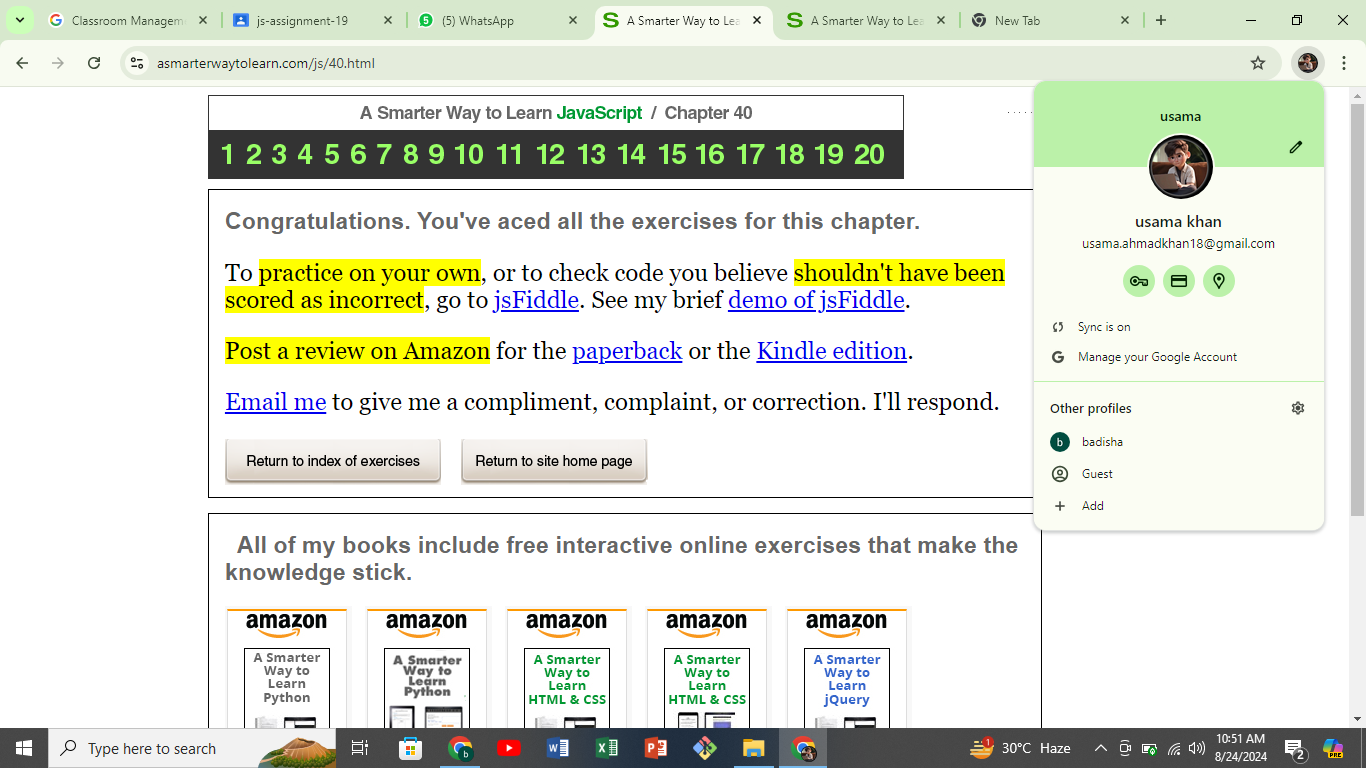 Classroom Managem
js-assignment-19
(5) WhatsApp
A Smarter Way to Lea
A Smarter Way to Lea
New Tab
asmarterwaytolearn.com/js/40.html
A Smarter Way to Learn JavaScript / Chapter 40
1 2 3 4 5 6 7 8 9 10 11 12 13 14 15 16 17 18 19 20
Congratulations. You've aced all the exercises for this chapter.
To practice on your own, or to check code you believe shouldn't have been
scored as incorrect, go to jsFiddle. See my brief demo of jsFiddle.
Post a review on Amazon for the paperback or the Kindle edition.
Email me to give me a compliment, complaint, or correction. I'll respond.
Return to index of exercises
Return to site home page
usama
usama khan
usama.ahmadkhan18@gmail.com
Sync is on
Manage your Google Account
Other profiles
b badisha
Guest
Add
All of my books include free interactive online exercises that make the
knowledge stick.
amazon
A Smarter
Way to
Learn
Python
amazon
A Smarter
Way to
Learn
Python
amazon
A Smarter
Way to
Learn
HTML & CSS
amazon
A Smarter
Way to
Learn
HTML & CSS
amazon
A Smarter
Way to
Learn
jQuery
Type here to search
b
1
30°C Haze
10:51 AM
8/24/2024
2
PRE